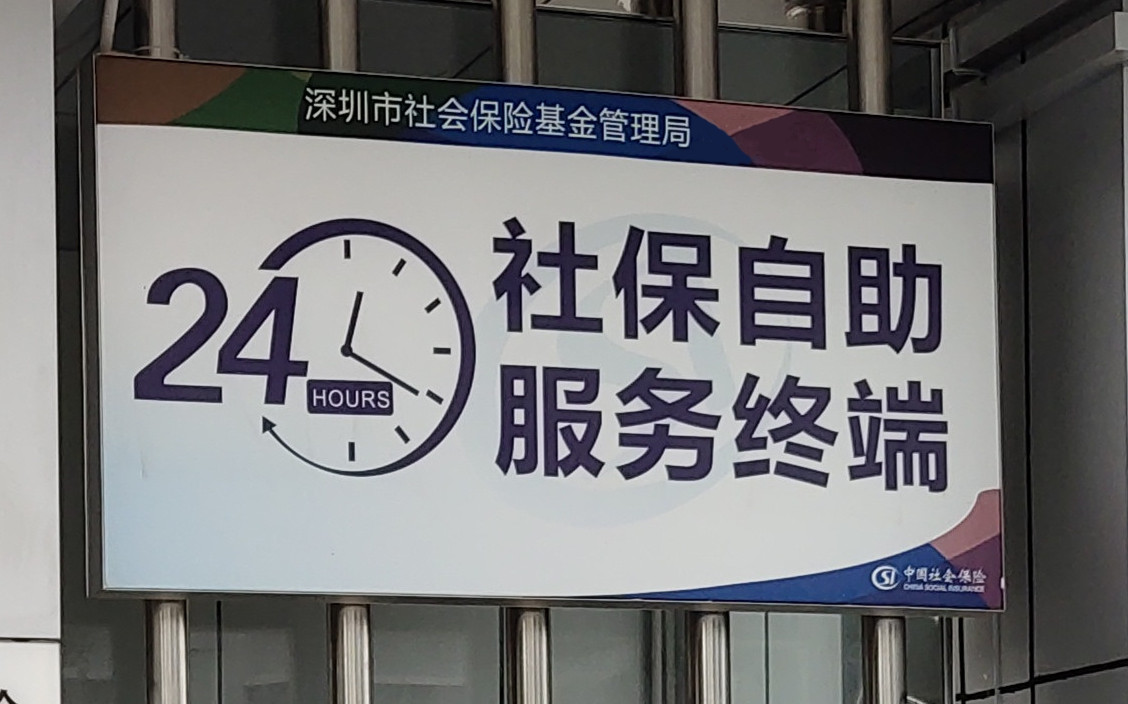 深圳市社会保险基金管理局
24
HOURS
社保自助
服务终端
中国社会保险
CHINA SOCIAL INSURANCE